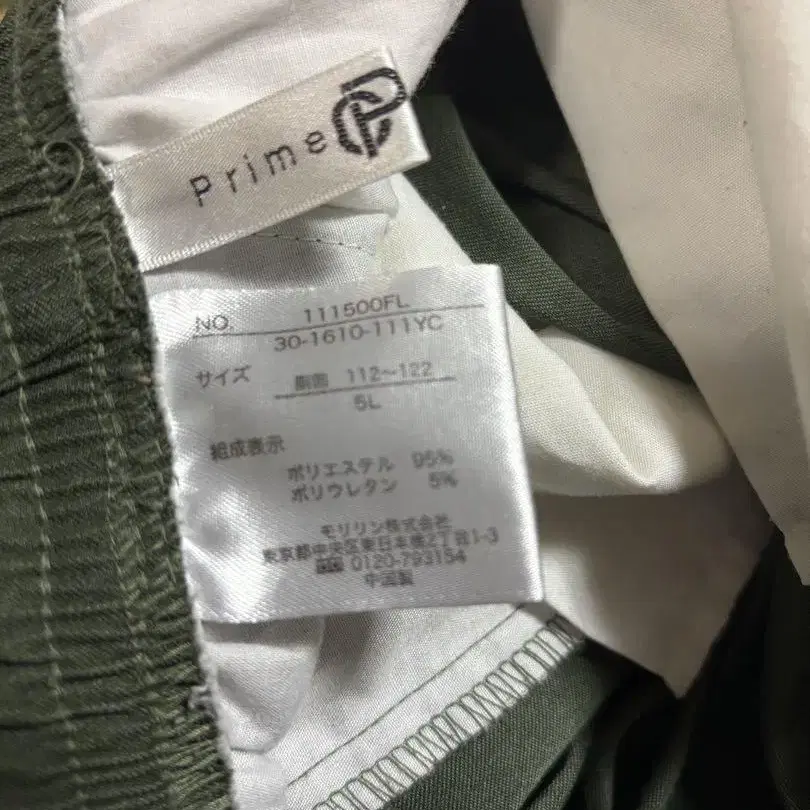 Prime
NO. 111500FL
30-1610-111YC
サイズ 胴囲 112~122
5L
組成表示
ポリエステル 95%
ポリウレタン 5%
モリリン株式会社
東京都中央区東日本橋2丁目1-3
0120-793154
中国製